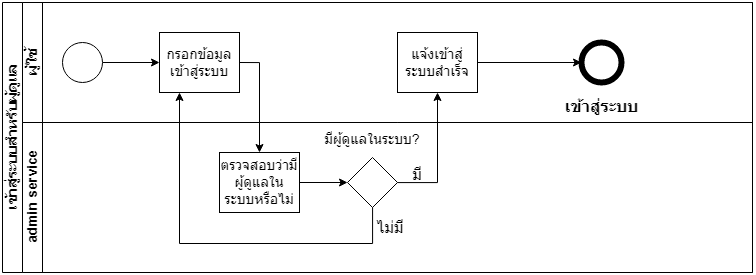 เข้าสู่ระบบสำหรับผู้ดูแล
ผู้ใช้
กรอกข้อมูล
เข้าสู่ระบบ
แจ้งเข้าสู่
ระบบสำเร็จ
เข้าสู่ระบบ
admin service
ตรวจสอบว่ามี
ผู้ดูแลใน
ระบบหรือไม่
มีผู้ดูแลในระบบ?
มี
ไม่มี